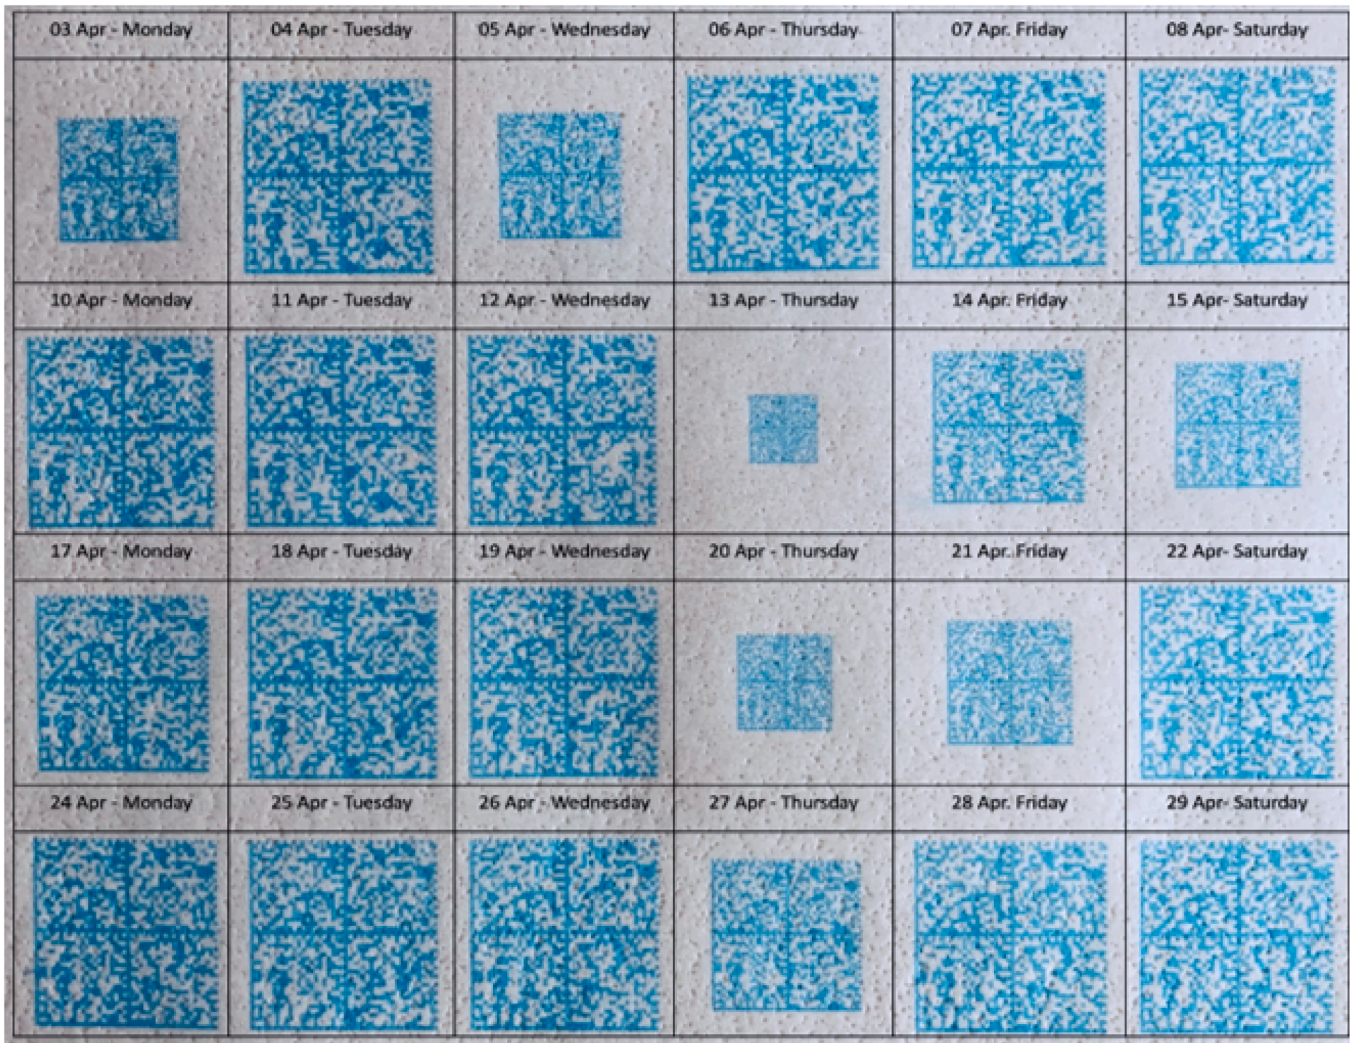 03 Apr - Monday
04 Apr - Tuesday
05 Apr - Wednesday
06 Apr - Thursday
07 Apr. Friday
08 Apr- Saturday
10 Apr - Monday
11 Apr - Tuesday
12 Apr - Wednesday
13 Apr - Thursday
14 Apr. Friday
15 Apr- Saturday
17 Apr - Monday
18 Apr - Tuesday
19 Apr - Wednesday
20 Apr - Thursday
21 Apr. Friday
22 Apr- Saturday
24 Apr - Monday
25 Apr - Tuesday
26 Apr - Wednesday
27 Apr - Thursday
28 Apr. Friday
29 Apr- Saturday